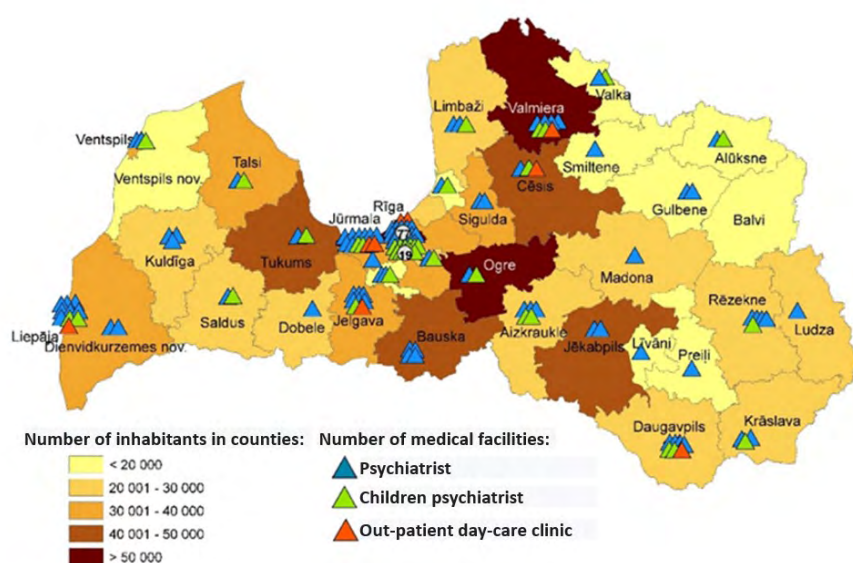 Valka
Limbaži
Valmiera
Ventspils
Alūksne
Talsi
Smiltene
Ventspils nov.
Cēsis
Rīga
Gulbene
Jūrmala
Sigulda
Balvi
77
19
Kuldīga
Tukums
Ogre
Madona
Rēzekne
Saldus
Jelgava
Ludza
Liepāja
Dobele
Aizkraukle
Dienvidkurzemes nov.
Bauska
Jēkabpils
Līvāni
Preiļi
Daugavpils
Krāslava
Number of inhabitants in counties:
< 20 000
20 001 - 30 000
30 001 - 40 000
40 001 - 50 000
> 50 000
Number of medical facilities:
Psychiatrist
Children psychiatrist
Out-patient day-care clinic